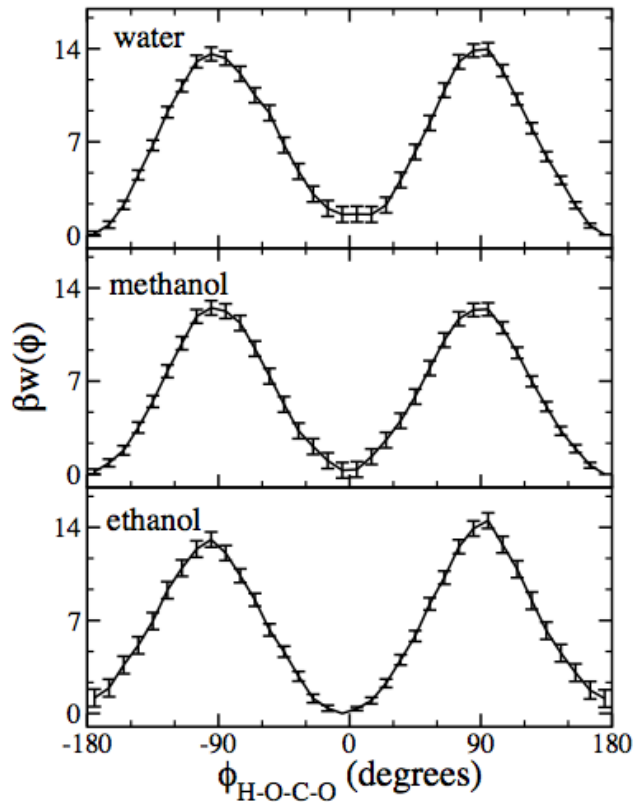 water
14
7
0
methanol
14
7
0
βw(ϕ)
ethanol
14
7
0
-180 -90 0 90 180
ϕH-O-C-O (degrees)